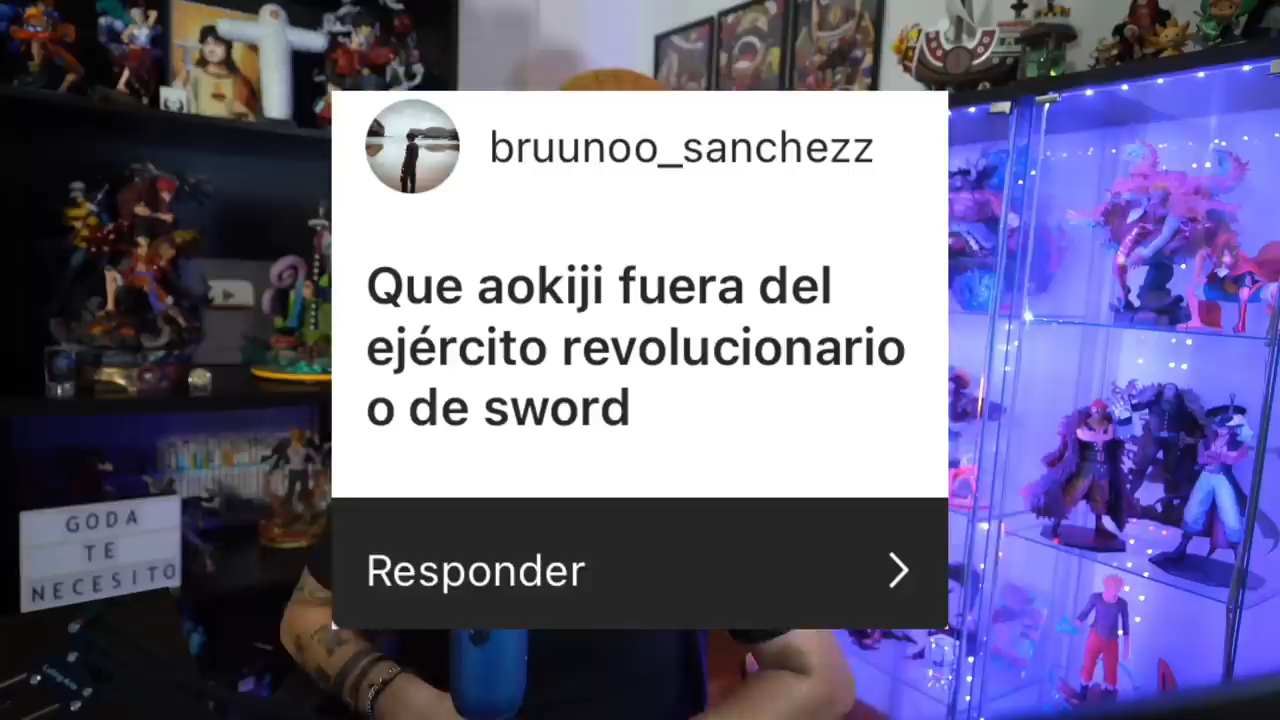 bruunoo_sanchezz
Que aokiji fuera del
ejército revolucionario
o de sword
Responder
GODA
TE
NECESITO